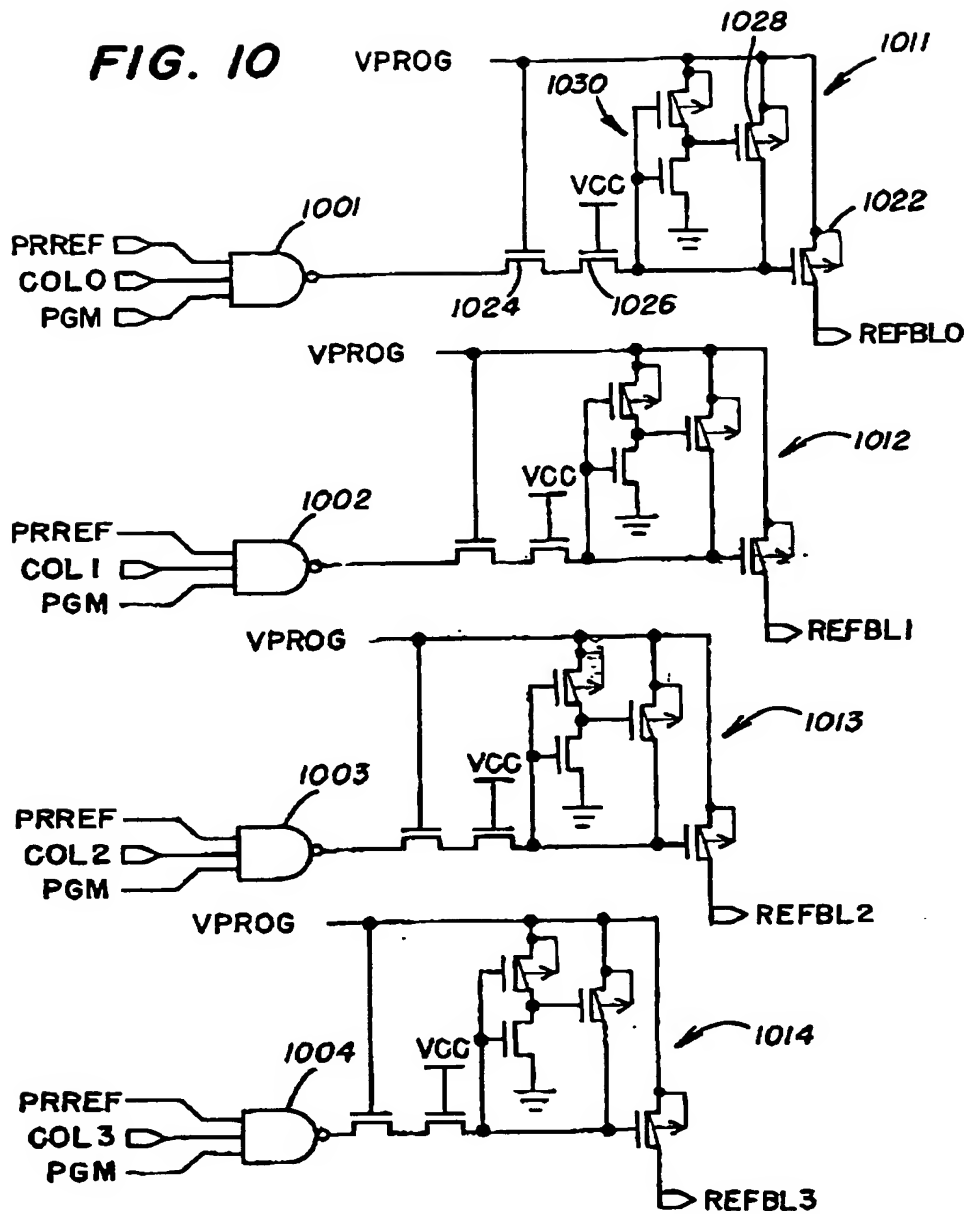 FIG. 10
VPROG
1028
1011
1030
1001
VCC
1022
PRREF
COL0
PGM
1024
1026
REFBL0
VPROG
1012
1002
VCC
PRREF
COL1
PGM
REFBL1
VPROG
1013
1003
VCC
PRREF
COL2
PGM
REFBL2
VPROG
1014
1004
VCC
PRREF
COL3
PGM
REFBL3